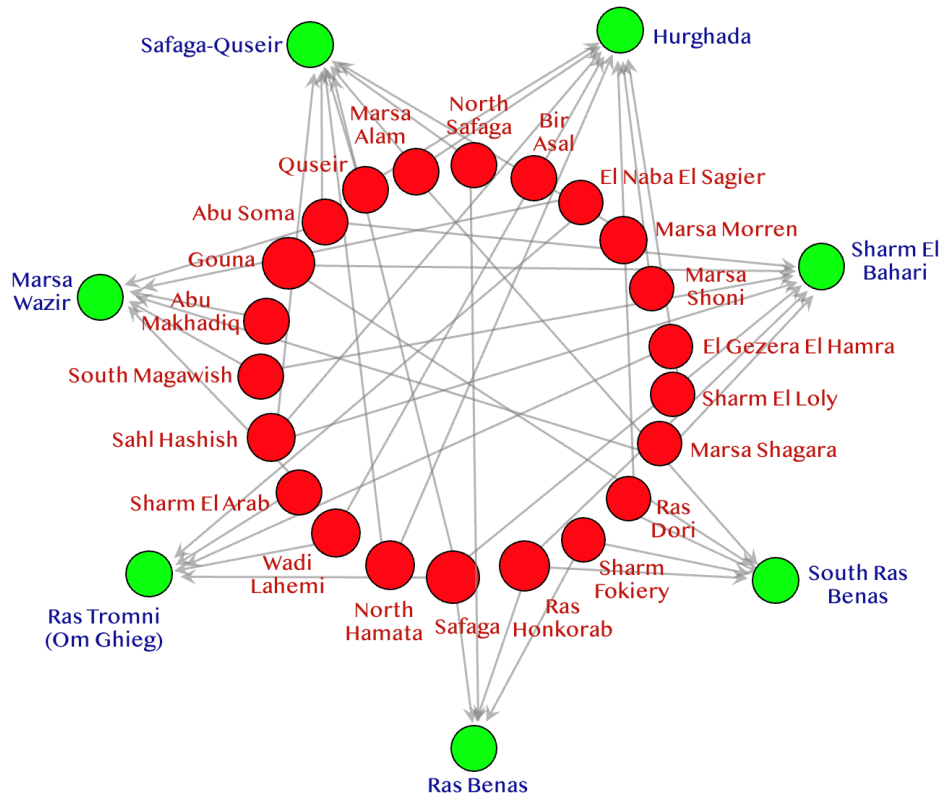 Safaga-Quseir
Hurghada
North
Safaga
Marsa
Alam
Bir
Asal
Quseir
El Naba El Sagier
Abu Soma
Marsa Morren
Gouna
Sharm El
Bahari
Marsa
Wazir
Marsa
Shoni
Abu
Makhadiq
El Gezera El Hamra
South Magawish
Sharm El Loly
Sahl Hashish
Marsa Shagara
Sharm El Arab
Ras
Dori
Wadi
Lahemi
Sharm
Fokiery
South Ras
Benas
North
Hamata
Safaga
Ras
Honkorab
Ras Tromni
(Om Ghieg)
Ras Benas